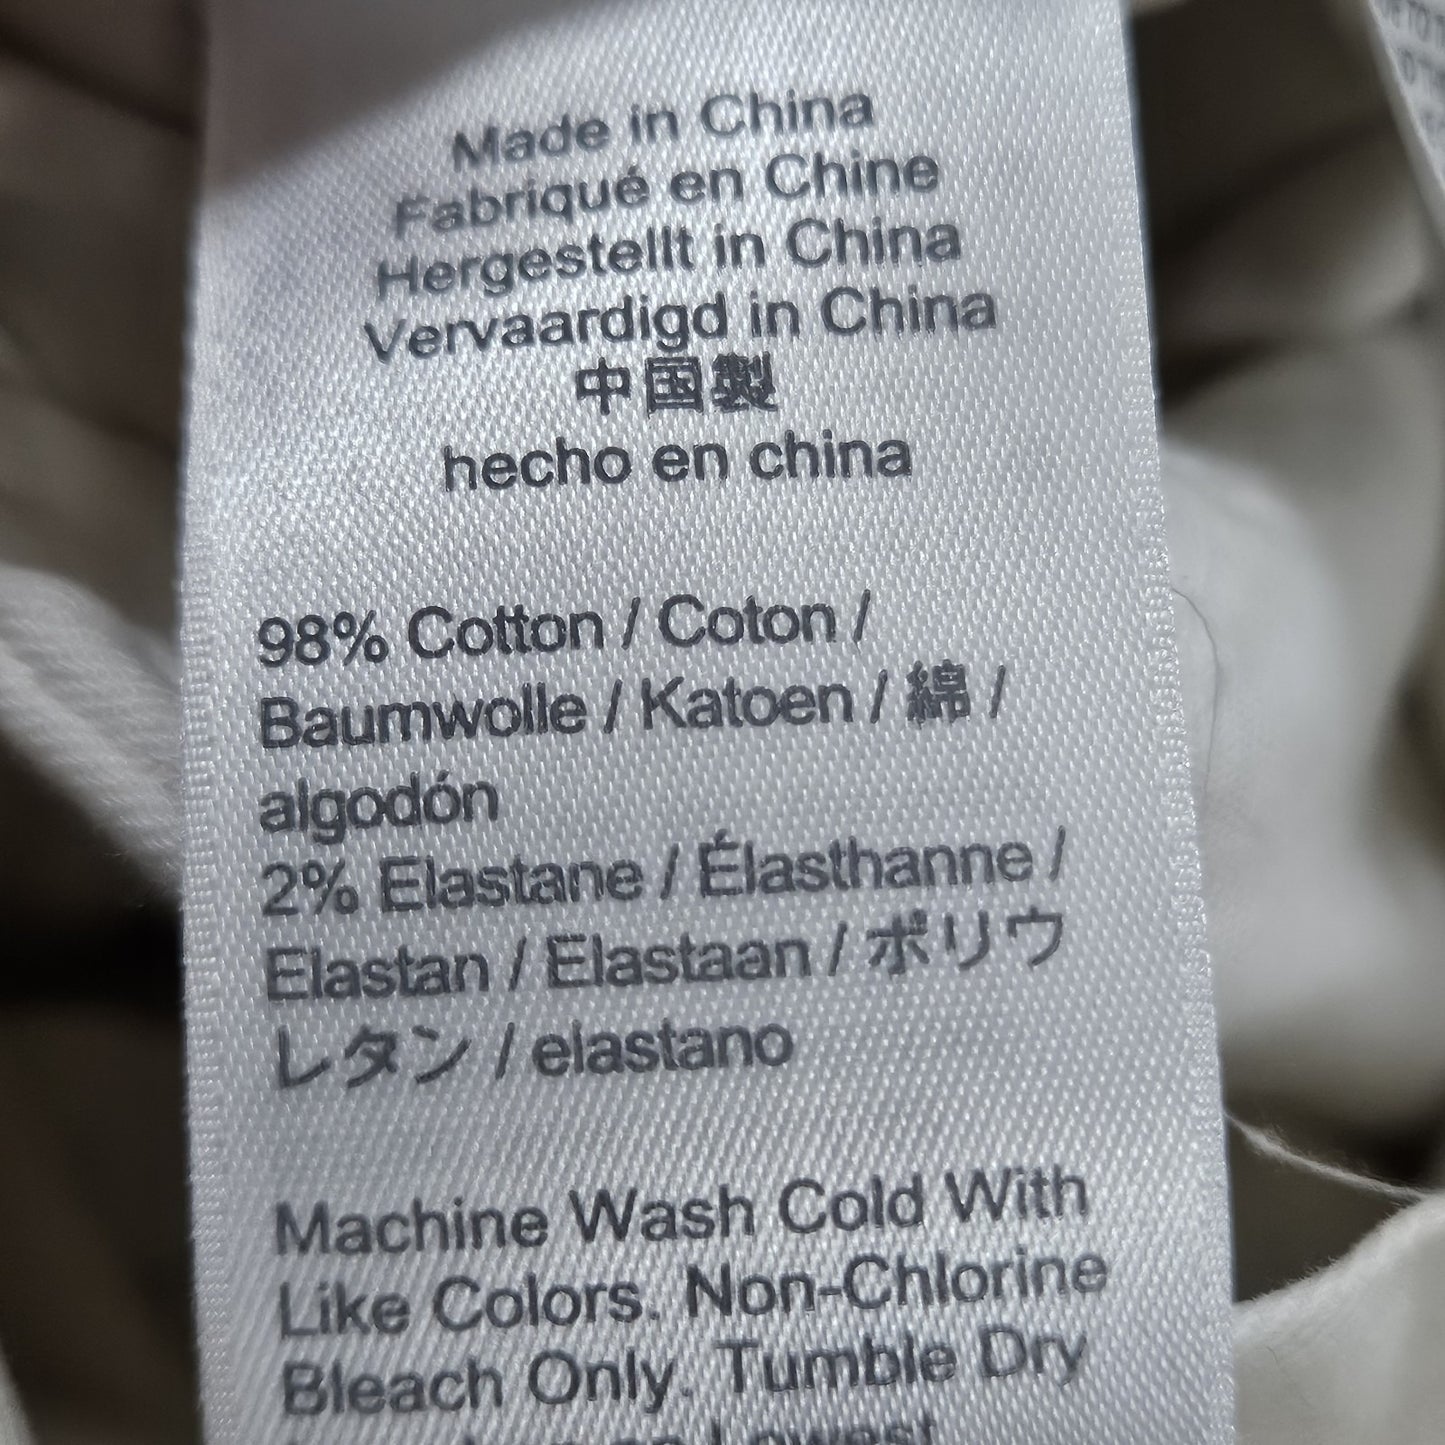 Made in China
Fabriqué en Chine
Hergestellt in China
Vervaardigd in China
中国製
hecho en china
98% Cotton / Coton /
Baumwolle / Katoen / 綿 /
algodón
2% Elastane / Élasthanne /
Elastan / Elastaan / ポリウ
レタン / elastano
Machine Wash Cold With
Like Colors. Non-Chlorine
Bleach Only. Tumble Dry
Lowest